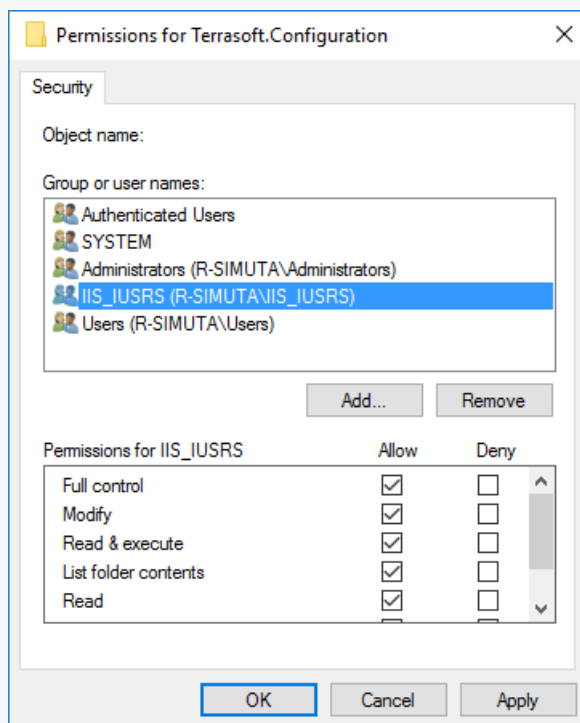 Permissions for Terrasoft.Configuration
Security
Object name:
Group or user names:
Authenticated Users
SYSTEM
Administrators (R-SIMUTA\Administrators)
IIS_IUSRS (R-SIMUTA\IIS_IUSRS)
Users (R-SIMUTA\Users)
Add... Remove
Permissions for IIS_IUSRS Allow Deny
Full control
Modify
Read & execute
List folder contents
Read
OK Cancel Apply